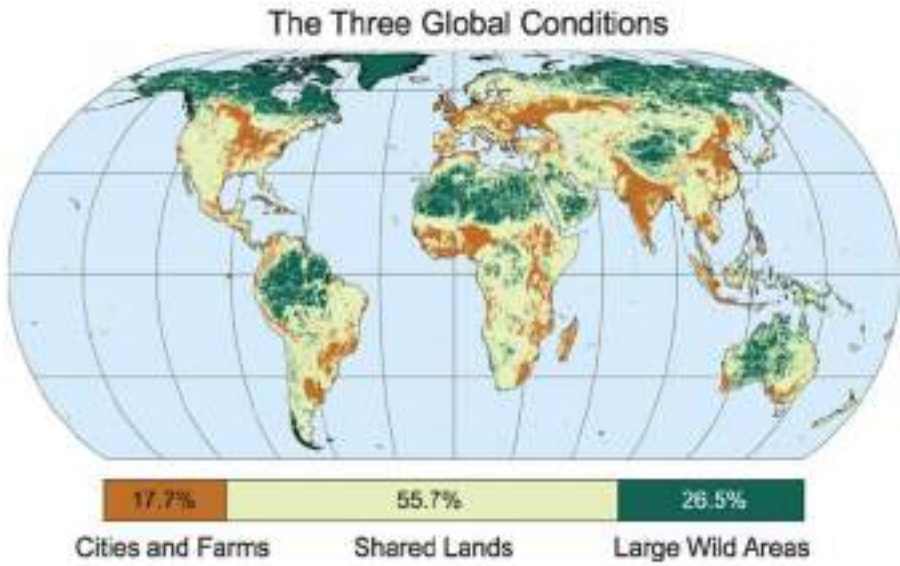 The Three Global Conditions
17.7% 55.7% 26.5%
Cities and Farms Shared Lands Large Wild Areas